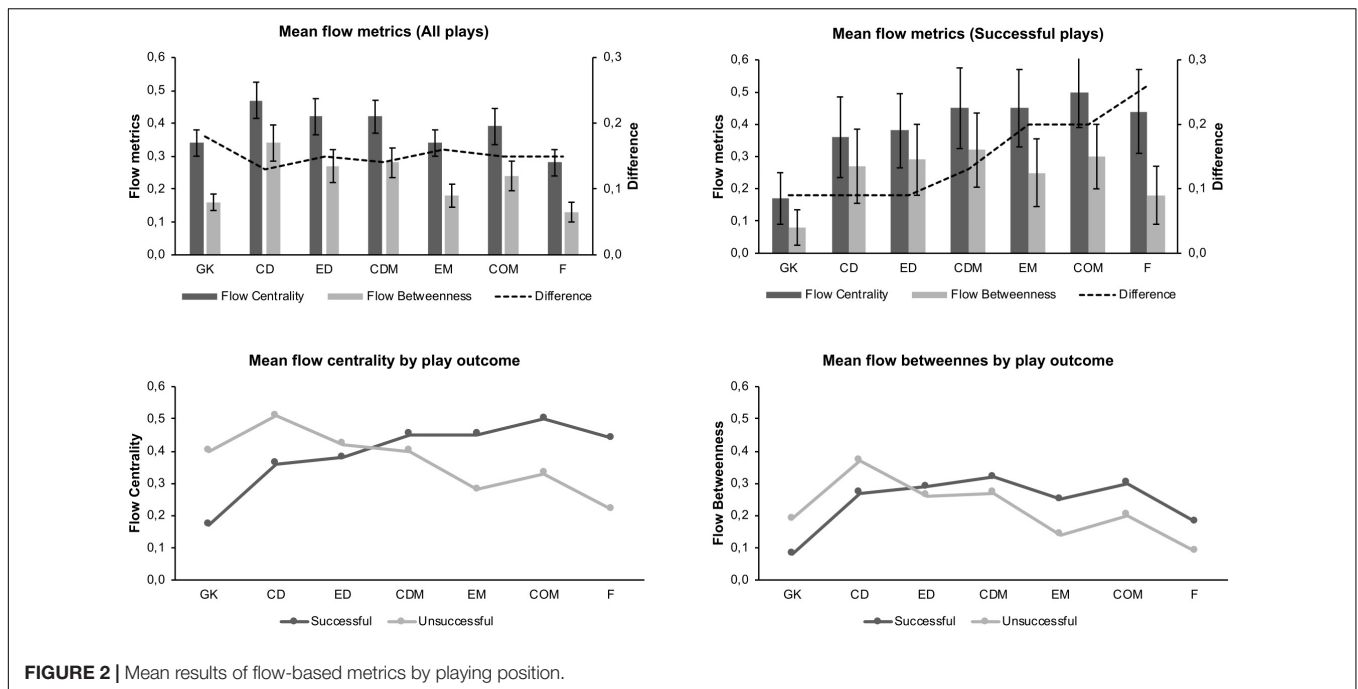 Mean flow metrics (All plays)
0,6
0,5
0,4
0,3
0,2
0,1
0,0
Flow metrics
0,3
0,2
0,1
0,0
Difference
GK CD ED CDM EM COM F
Flow Centrality Flow Betweenness Difference
Mean flow metrics (Successful plays)
0,6
0,5
0,4
0,3
0,2
0,1
0,0
Flow metrics
0,3
0,2
0,1
0,0
Difference
GK CD ED CDM EM COM F
Flow Centrality Flow Betweenness Difference
Mean flow centrality by play outcome
0,6
0,5
0,4
0,3
0,2
0,1
0,0
Flow Centrality
GK CD ED CDM EM COM F
Successful Unsuccessful
Mean flow betweennes by play outcome
0,6
0,5
0,4
0,3
0,2
0,1
0,0
Flow Betweenness
GK CD ED CDM EM COM F
Successful Unsuccessful
FIGURE 2 | Mean results of flow-based metrics by playing position.